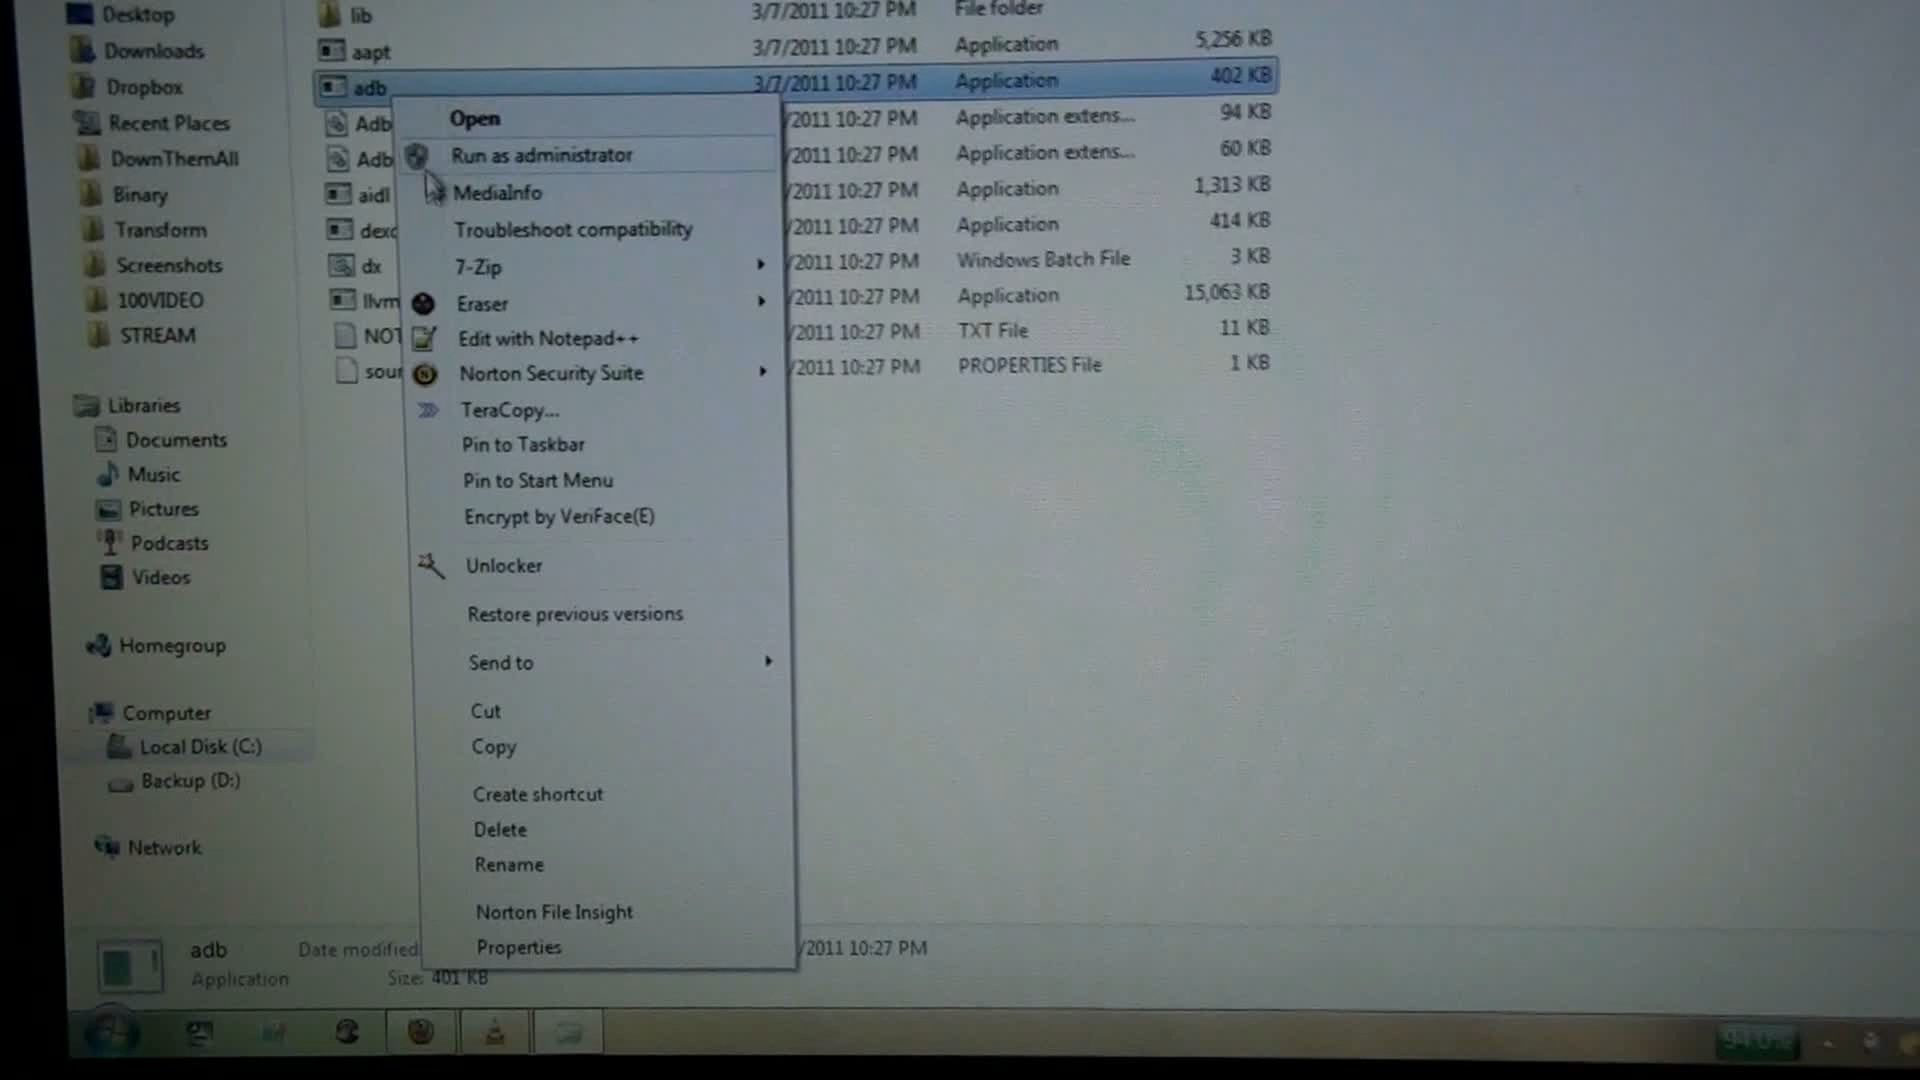 Desktop
Downloads
Dropbox
Recent Places
DownThemAll
Binary
Transform
Screenshots
100VIDEO
STREAM
Libraries
Documents
Music
Pictures
Podcasts
Videos
Homegroup
Computer
Local Disk (C:)
Backup (D:)
Network
lib 3/7/2011 10:27 PM File folder
aapt 3/7/2011 10:27 PM Application 5,256 KB
adb 3/7/2011 10:27 PM Application 402 KB
Adb /2011 10:27 PM Application extens... 94 KB
Adb /2011 10:27 PM Application extens... 60 KB
aidl /2011 10:27 PM Application 1,313 KB
dexd /2011 10:27 PM Application 414 KB
dx /2011 10:27 PM Windows Batch File 3 KB
llvm /2011 10:27 PM Application 15,063 KB
NOT /2011 10:27 PM TXT File 11 KB
sour /2011 10:27 PM PROPERTIES File 1 KB
Open
Run as administrator
MediaInfo
Troubleshoot compatibility
7-Zip
Eraser
Edit with Notepad++
Norton Security Suite
TeraCopy...
Pin to Taskbar
Pin to Start Menu
Encrypt by VeriFace(E)
Unlocker
Restore previous versions
Send to
Cut
Copy
Create shortcut
Delete
Rename
Norton File Insight
Properties
adb Date modified /2011 10:27 PM
Application Size: 401 KB